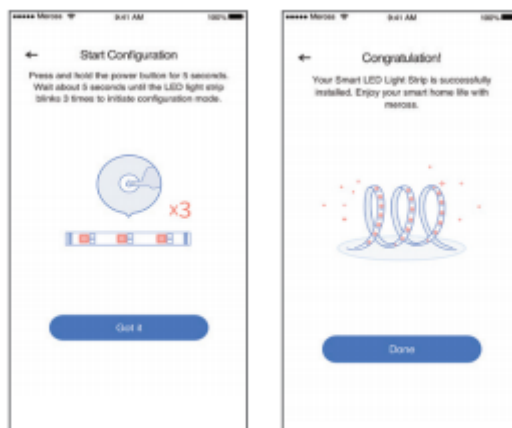 Meross 9:41 AM 100%
Start Configuration
Press and hold the power button for 5 seconds.
Wait about 5 seconds until the LED light strip
blinks 3 times to initiate configuration mode.
x3
Got it
Meross 9:41 AM 100%
Congratulation!
Your Smart LED Light Strip is successfully
installed. Enjoy your smart home life with
meross.
Done